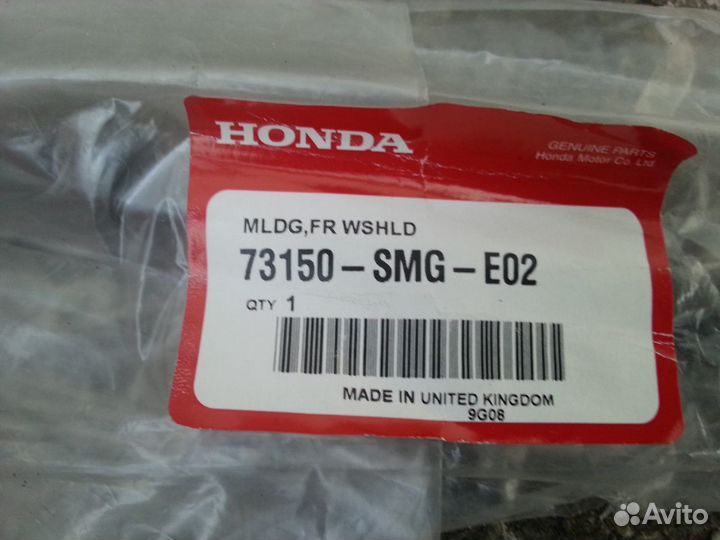 HONDA
GENUINE PARTS
Honda Motor Co. Ltd
MLDG,FR WSHLD
73150-SMG-E02
QTY 1
MADE IN UNITED KINGDOM
9G08
Avito